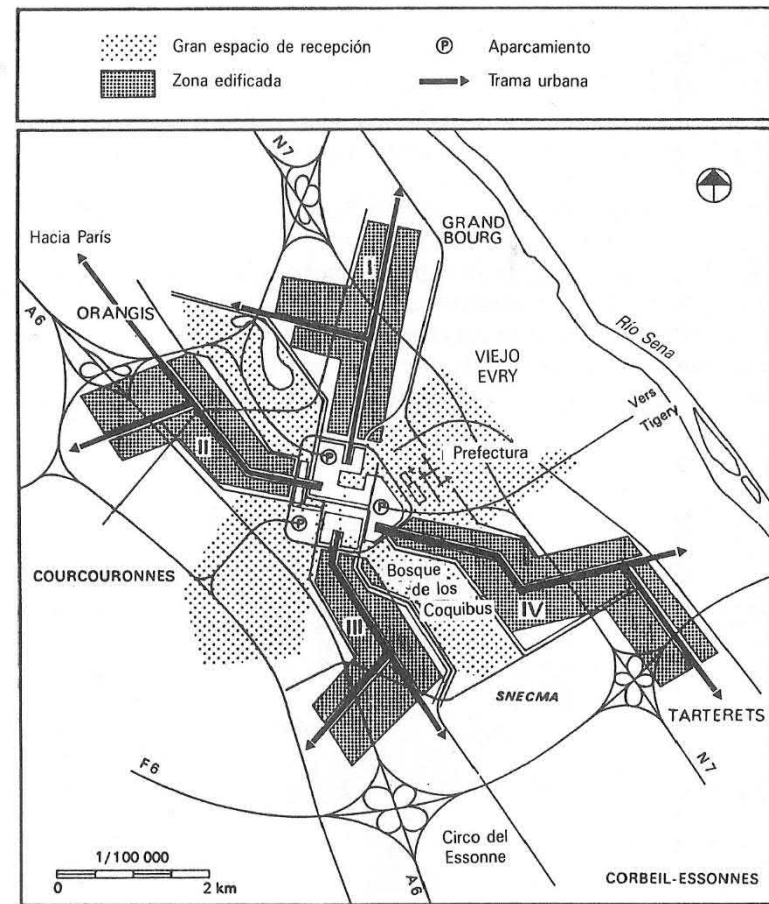 Gran espacio de recepción
P Aparcamiento
Zona edificada
Trama urbana
N7
GRAND
BOURG
Hacia París
I
ORANGIS
A6
Río Sena
VIEJO
EVRY
Vers
Tigery
II
P
Prefectura
P
P
COURCOURONNES
Bosque
de los
Coquibus
IV
III
SNECMA
TARTERETS
F6
N7
Circo del
Essonne
1/100 000
0 2 km
A6
CORBEIL-ESSONNES